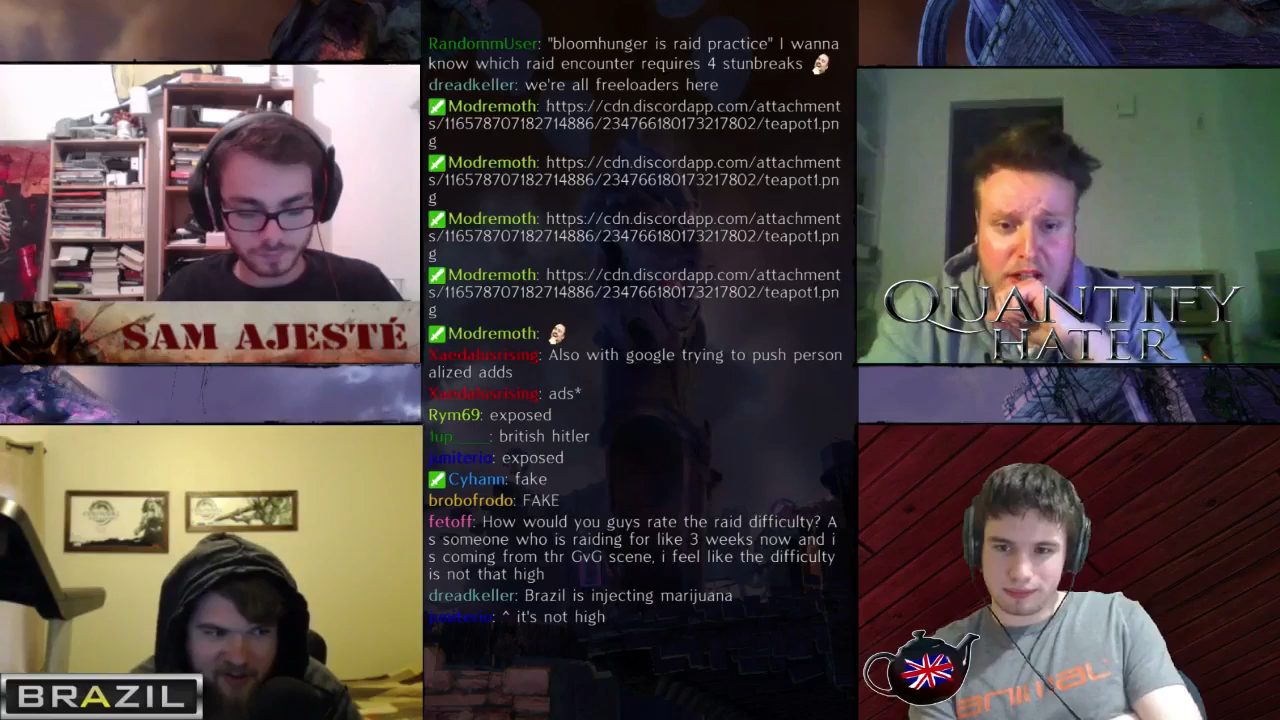 RandommUser: "bloomhunger is raid practice" I wanna
know which raid encounter requires 4 stunbreaks
dreadkeller: we're all freeloaders here
Modremoth: https://cdn.discordapp.com/attachment
s/116578707182714886/234766180173217802/teapot1.pn
g
Modremoth: https://cdn.discordapp.com/attachment
s/116578707182714886/234766180173217802/teapot1.pn
g
Modremoth: https://cdn.discordapp.com/attachment
s/116578707182714886/234766180173217802/teapot1.pn
g
Modremoth: https://cdn.discordapp.com/attachment
s/116578707182714886/234766180173217802/teapot1.pn
g
Modremoth:
Xaedalusrising: Also with google trying to push person
alized adds
Xaedalusrising: ads*
Rym69: exposed
1up____: british hitler
juniterio: exposed
Cyhann: fake
brobofrodo: FAKE
fetoff: How would you guys rate the raid difficulty? A
s someone who is raiding for like 3 weeks now and i
s coming from thr GvG scene, i feel like the difficulty
is not that high
dreadkeller: Brazil is injecting marijuana
juniterio: ^ it's not high
SAM AJESTÉ
QUANTIFY
HATER
BRAZIL
ANIMAL